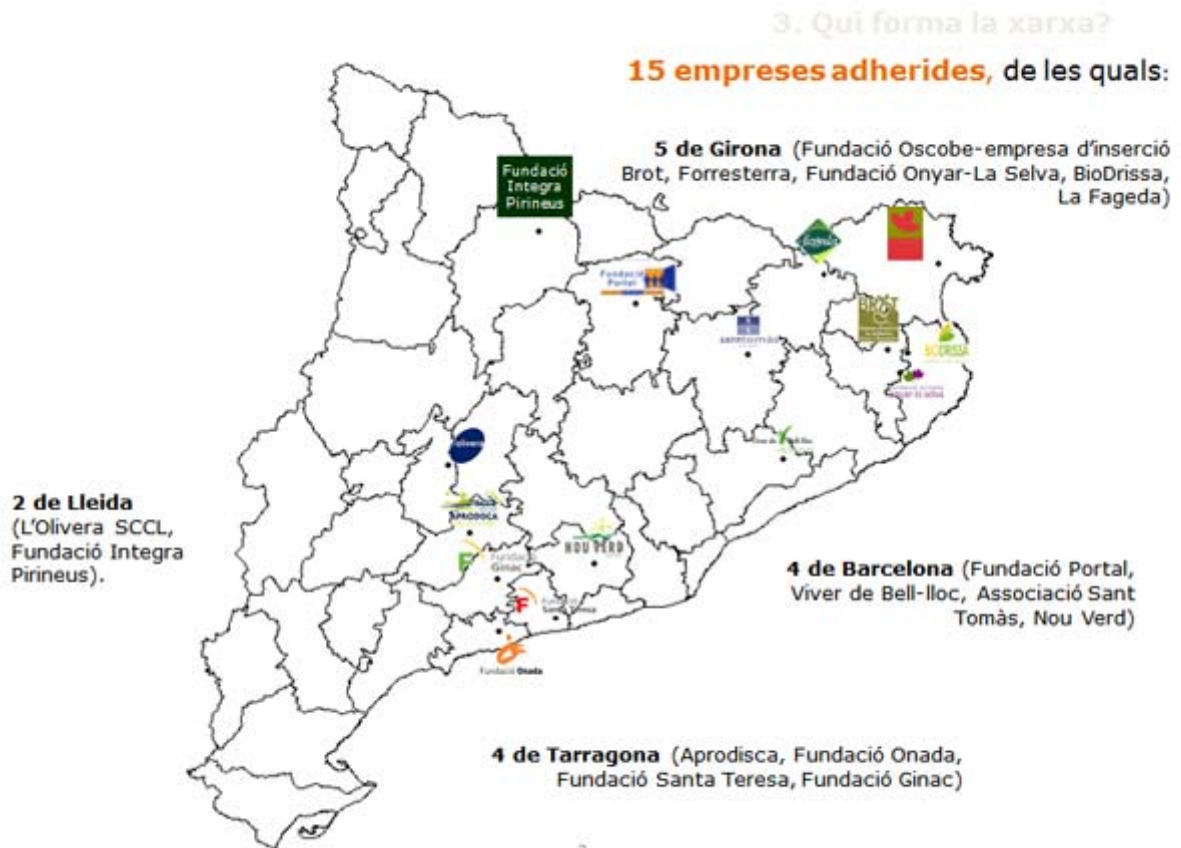 3. Qui forma la xarxa?
15 empreses adherides, de les quals:
5 de Girona (Fundació Oscobe-empresa d'inserció
Brot, Forresterra, Fundació Onyar-La Selva, BioDrissa,
La Fageda)
Fundació
Integra
Pirineus
Fundació
Portal
BROT
santtomàs
BIODRISSA
L'olivera
APRODISCA
NOU VERD
Fundació
Ginac
Fundació Onada
2 de Lleida
(L'Olivera SCCL,
Fundació Integra
Pirineus).
4 de Barcelona (Fundació Portal,
Viver de Bell-lloc, Associació Sant
Tomàs, Nou Verd)
4 de Tarragona (Aprodisca, Fundació Onada,
Fundació Santa Teresa, Fundació Ginac)